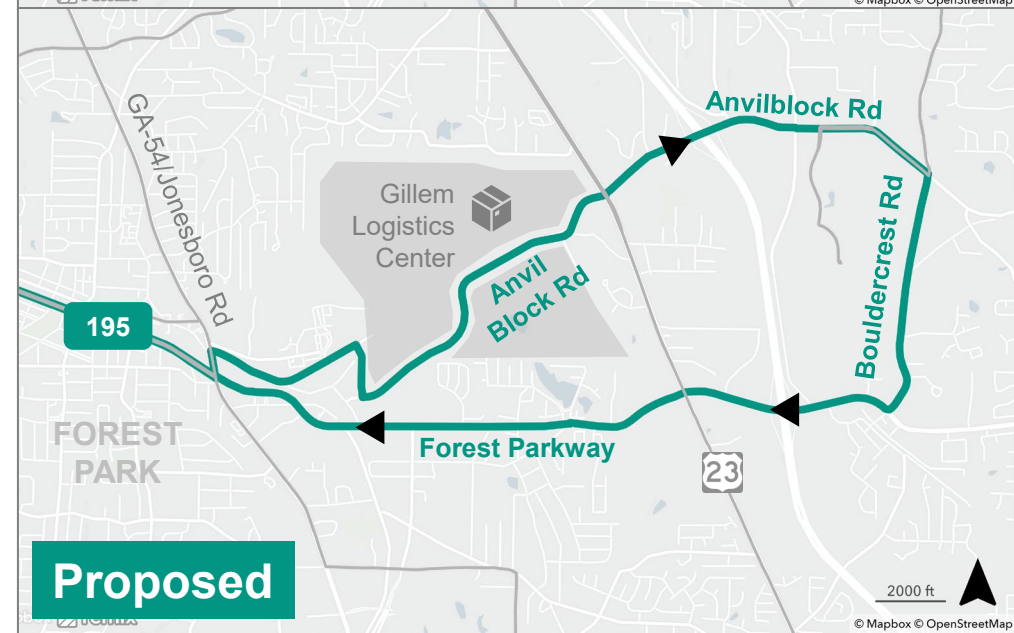 © Mapbox © OpenStreetMap
GA-54/Jonesboro Rd
Anvilblock Rd
Gillem
Logistics
Center
Anvil
Block Rd
Bouldercrest Rd
195
FOREST
PARK
Forest Parkway
23
Proposed
2000 ft
© Mapbox © OpenStreetMap